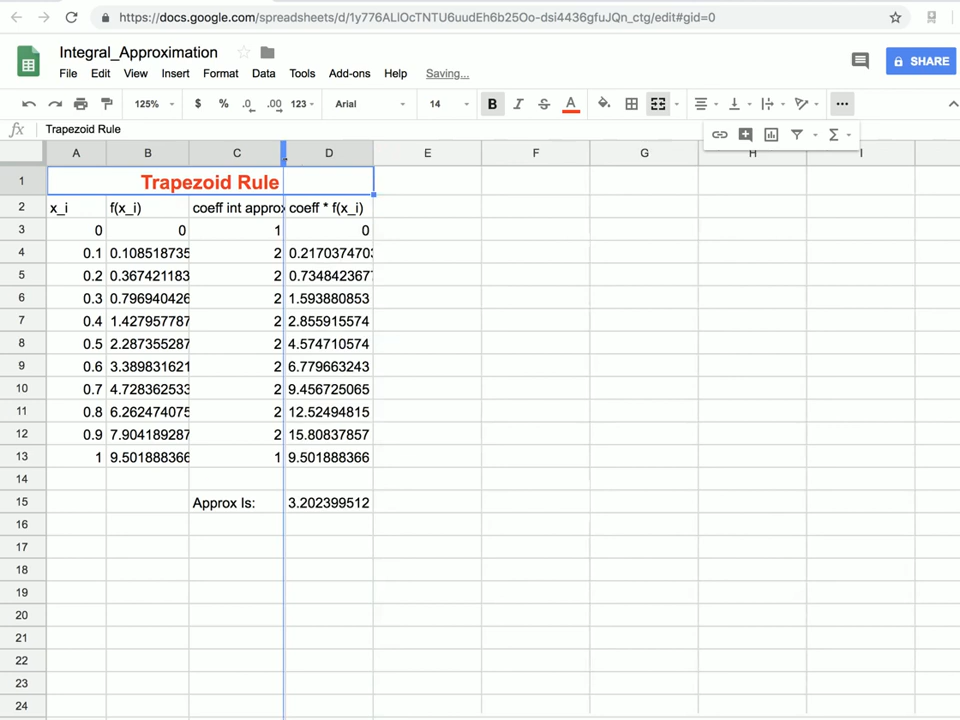 https://docs.google.com/spreadsheets/d/1y776ALlOcTNTU6uudEh6b25Oo-dsi4436gfuJQn_ctg/edit#gid=0
Integral_Approximation
File Edit View Insert Format Data Tools Add-ons Help Saving...
SHARE
125% $ % .0 .00 123 Arial 14 B I S A
fx Trapezoid Rule
A B C D E F G H I
1 Trapezoid Rule
2 x_i f(x_i) coeff int approx coeff * f(x_i)
3 0 0 1 0
4 0.1 0.108518735 2 0.217037470
5 0.2 0.367421183 2 0.734842367
6 0.3 0.796940426 2 1.593880853
7 0.4 1.427957787 2 2.855915574
8 0.5 2.287355287 2 4.574710574
9 0.6 3.389831621 2 6.779663243
10 0.7 4.728362533 2 9.456725065
11 0.8 6.262474075 2 12.52494815
12 0.9 7.904189287 2 15.80837857
13 1 9.501888366 1 9.501888366
14
15 Approx Is: 3.202399512
16
17
18
19
20
21
22
23
24